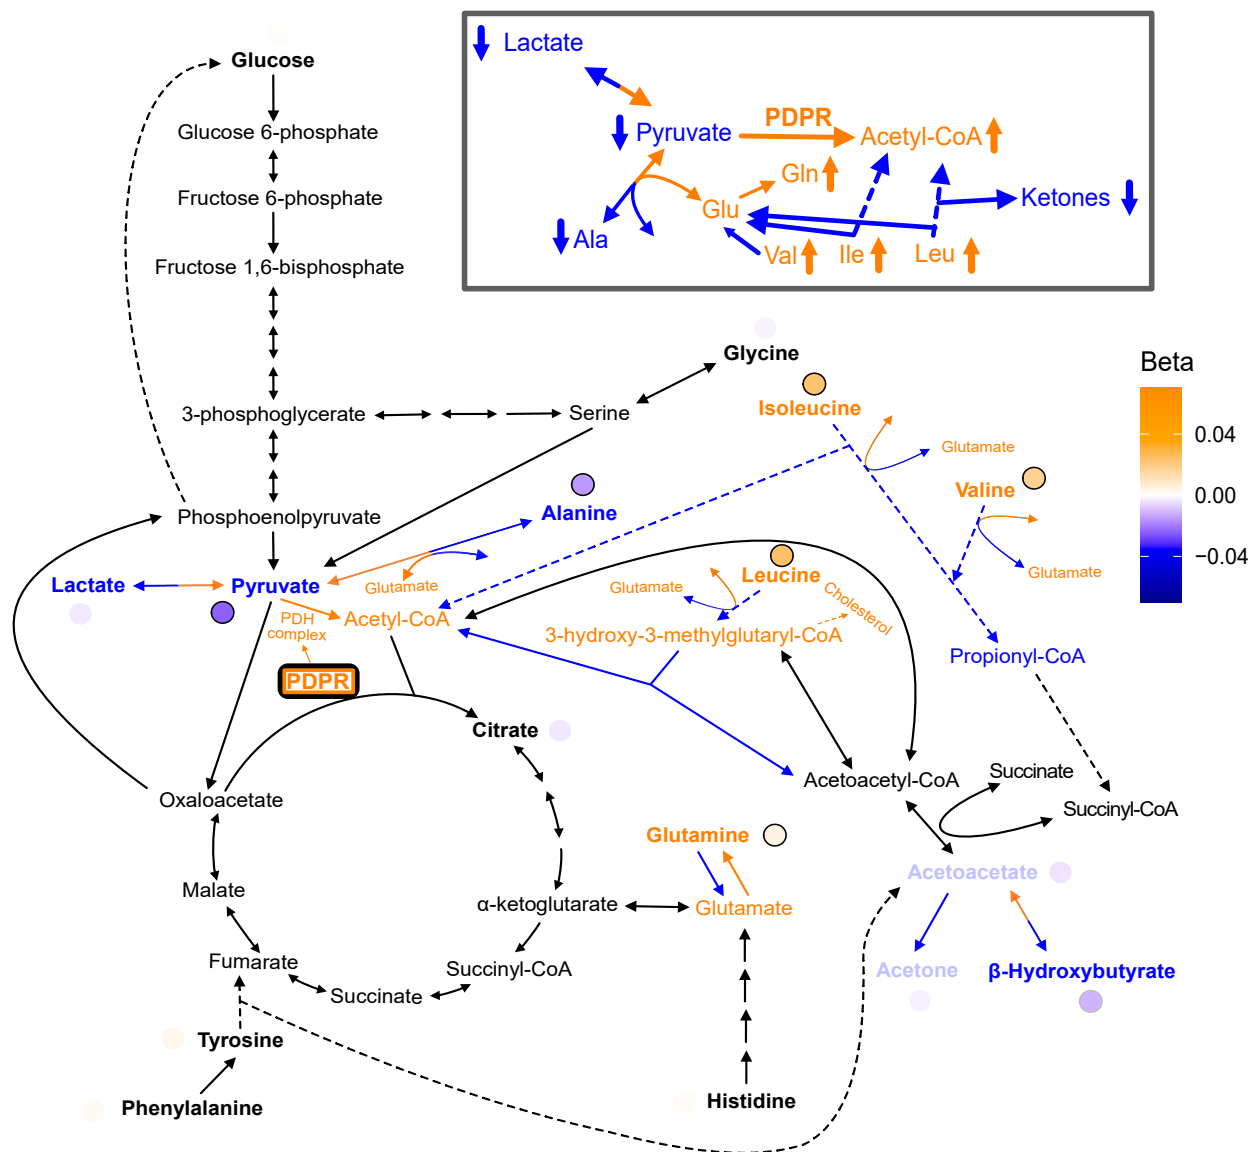 Glucose
Glucose 6-phosphate
Fructose 6-phosphate
Fructose 1,6-bisphosphate
3-phosphoglycerate
Serine
Glycine
Phosphoenolpyruvate
Lactate
Pyruvate
Alanine
Glutamate
PDH
complex
Acetyl-CoA
PDPR
Isoleucine
Glutamate
Valine
Glutamate
Leucine
Glutamate
Cholesterol
3-hydroxy-3-methylglutaryl-CoA
Propionyl-CoA
Citrate
Oxaloacetate
Acetoacetyl-CoA
Succinate
Succinyl-CoA
Glutamine
Acetoacetate
Malate
α-ketoglutarate
Glutamate
Fumarate
Succinyl-CoA
Succinate
Acetone
β-Hydroxybutyrate
Tyrosine
Phenylalanine
Histidine
Lactate
Pyruvate
PDPR
Acetyl-CoA
Gln
Glu
Ala
Val
Ile
Leu
Ketones
Beta
0.04
0.00
−0.04